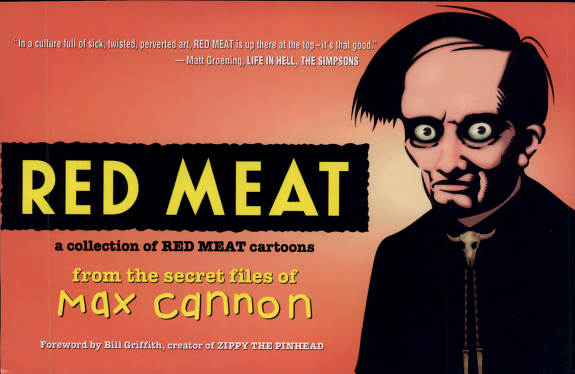 "In a culture full of sick, twisted, perverted art, RED MEAT is up there at the top–it's that good."
— Matt Groening, LIFE IN HELL, THE SIMPSONS
RED MEAT
a collection of RED MEAT cartoons
from the secret files of
Max Cannon
Foreword by Bill Griffith, creator of ZIPPY THE PINHEAD